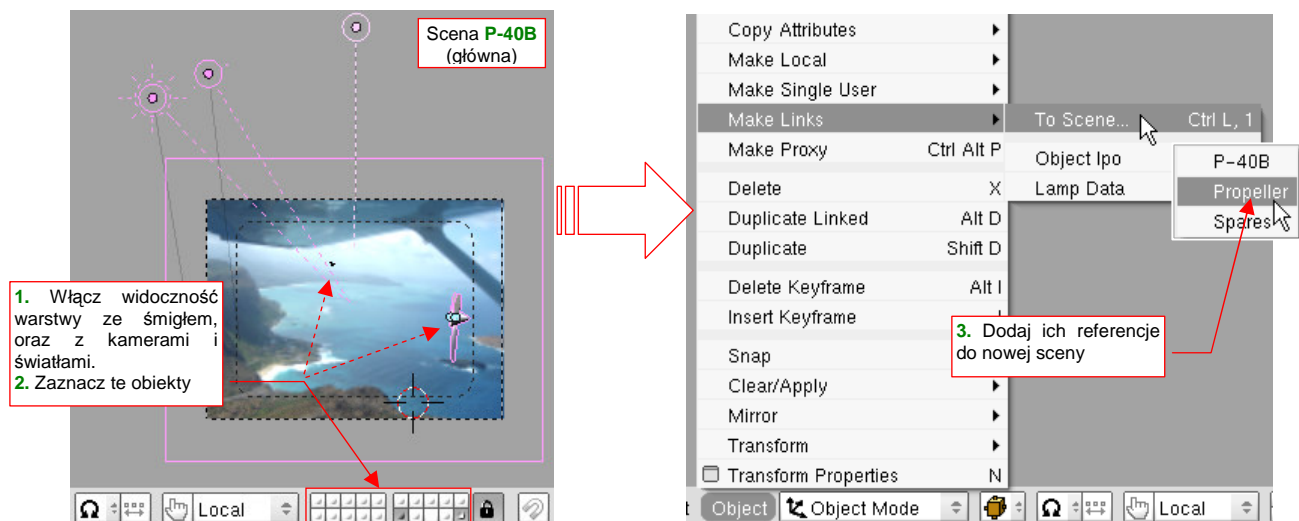 Scena P-40B
(główna)
1. Włącz widoczność
warstwy ze śmigłem,
oraz z kamerami i
światłami.
2. Zaznacz te obiekty
Local
Copy Attributes
Make Local
Make Single User
Make Links
Make Proxy Ctrl Alt P
Delete X
Duplicate Linked Alt D
Duplicate Shift D
Delete Keyframe Alt I
Insert Keyframe
Snap
Clear/Apply
Mirror
Transform
Transform Properties N
To Scene... Ctrl L, 1
Object Ipo
Lamp Data
P-40B
Propeller
Spares
3. Dodaj ich referencje
do nowej sceny
Object Object Mode Local